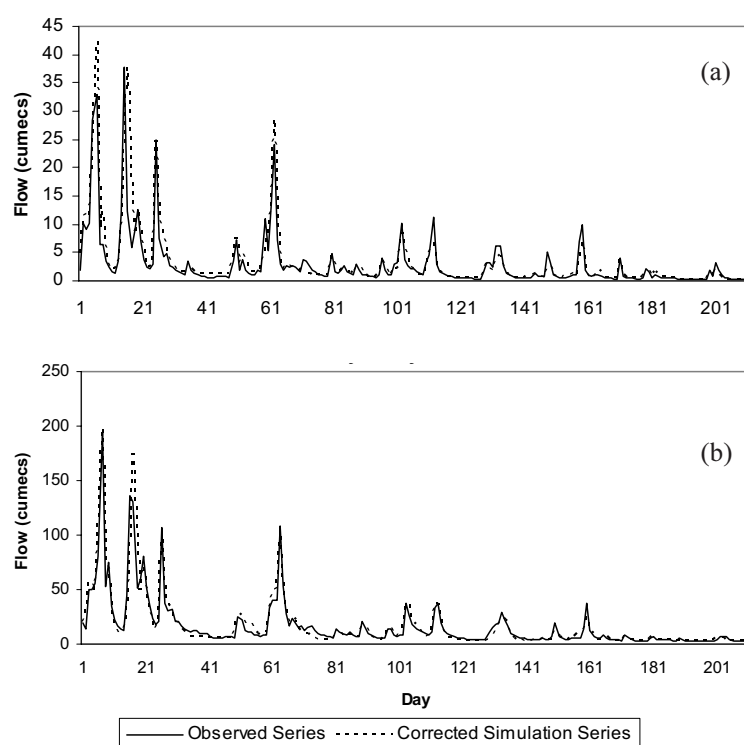 45
40
35
30
25
20
15
10
5
0
Flow (cumecs)
(a)
1 21 41 61 81 101 121 141 161 181 201
250
200
150
100
50
0
Flow (cumecs)
(b)
1 21 41 61 81 101 121 141 161 181 201
Day
Observed Series Corrected Simulation Series